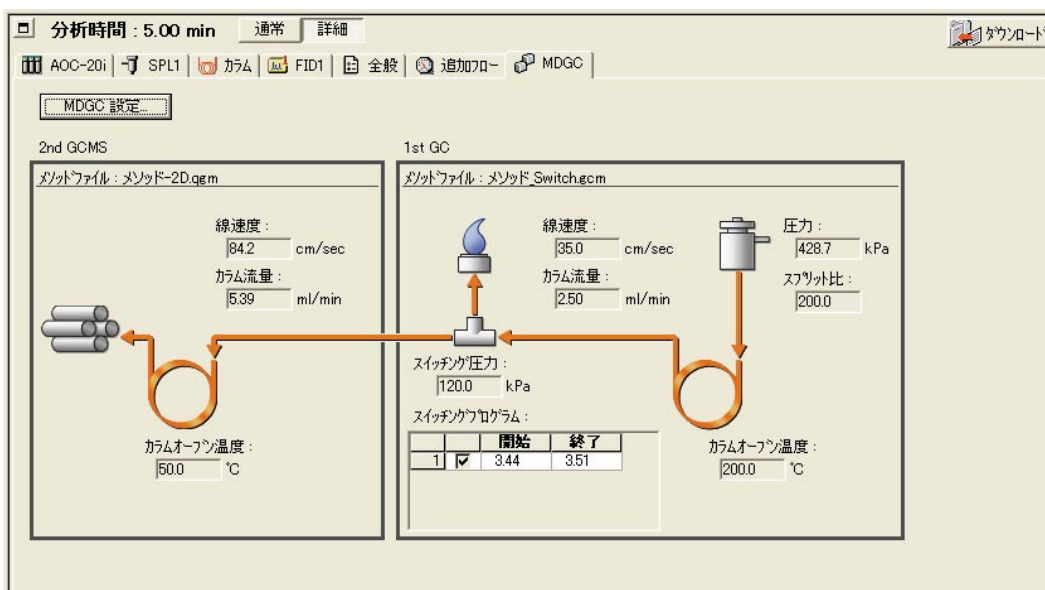 分析時間 : 5.00 min 通常 詳細 ダウンロード
AOC-20i SPL1 カラム FID1 全般 追加フロー MDGC
MDGC 設定...
2nd GCMS 1st GC
メソッドファイル : メソッド-2D.qgm メソッドファイル : メソッド_Switch.gcm
線速度 : 線速度 : 圧力 :
84.2 cm/sec 35.0 cm/sec 428.7 kPa
カラム流量 : カラム流量 : スプリット比 :
5.39 ml/min 2.50 ml/min 200.0
スイッチング圧力 :
120.0 kPa
スイッチングプログラム :
開始 終了
1 3.44 3.51
カラムオーブン温度 : カラムオーブン温度 :
50.0 ℃ 200.0 ℃